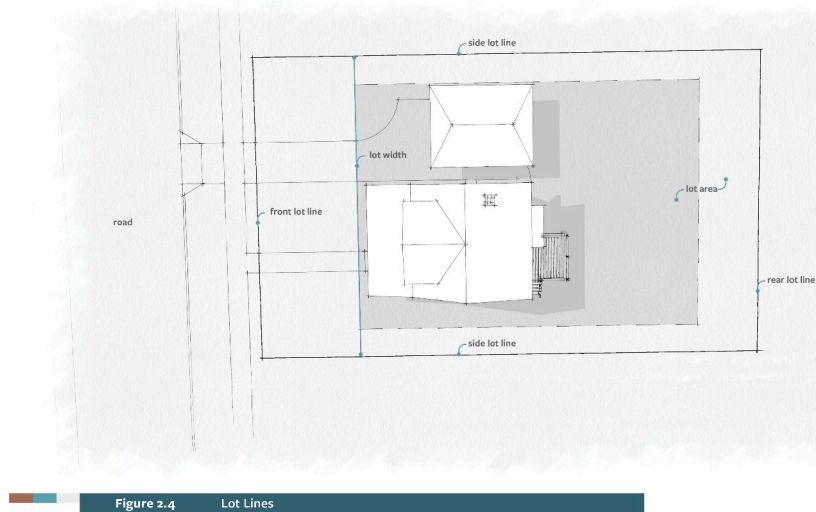 side lot line
lot width
lot area
front lot line
road
rear lot line
side lot line
Figure 2.4 Lot Lines